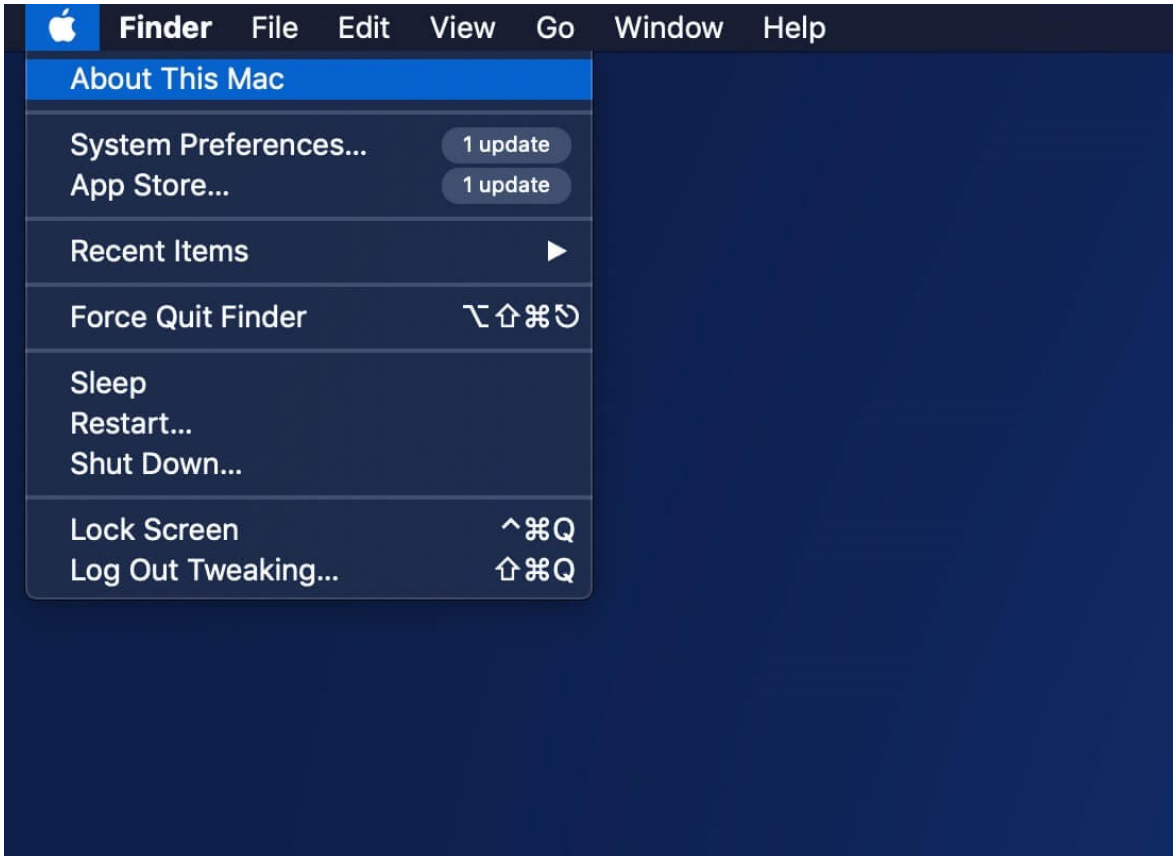 Finder File Edit View Go Window Help
About This Mac
System Preferences... 1 update
App Store... 1 update
Recent Items ▶
Force Quit Finder ⌥⇧⌘⎋
Sleep
Restart...
Shut Down...
Lock Screen ^⌘Q
Log Out Tweaking... ⇧⌘Q